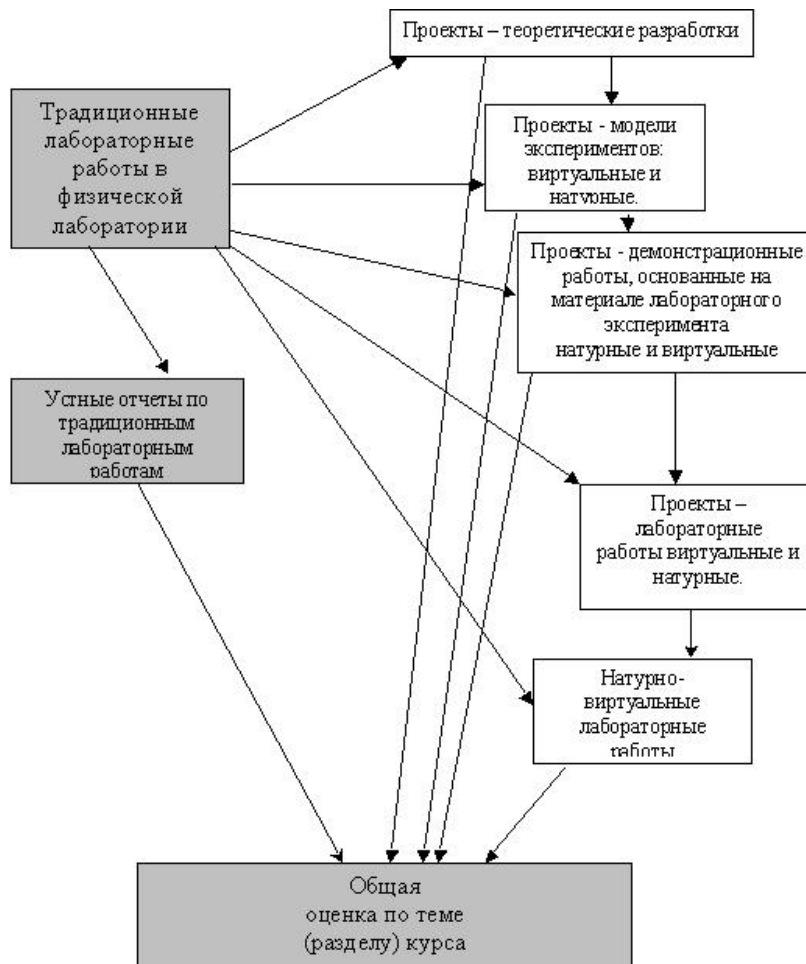 Проекты – теоретические разработки
Традиционные
лабораторные
работы в
физической
лаборатории
Проекты - модели
экспериментов:
виртуальные и
натурные.
Проекты - демонстрационные
работы, основанные на
материале лабораторного
эксперимента
натурные и виртуальные
Устные отчеты по
традиционным
лабораторным
работам
Проекты –
лабораторные
работы виртуальные и
натурные.
Натурно-
виртуальные
лабораторные
работы
Общая
оценка по теме
(разделу) курса